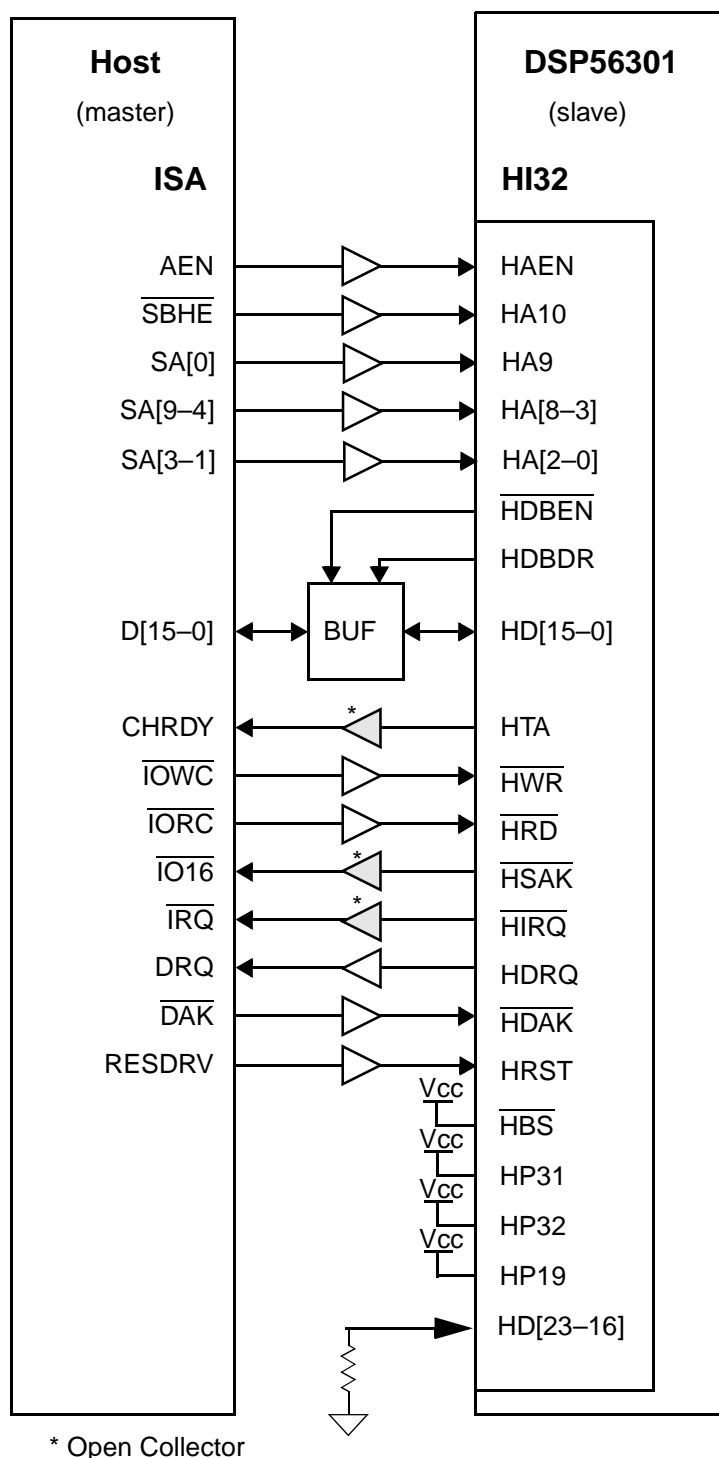 Host DSP56301
(master) (slave)
ISA HI32
AEN HAEN
SBHE HA10
SA[0] HA9
SA[9–4] HA[8–3]
SA[3–1] HA[2–0]
HDBEN
HDBDR
D[15–0] BUF HD[15–0]
*
CHRDY HTA
IOWC HWR
IORC HRD
*
IO16 HSAK
*
IRQ HIRQ
DRQ HDRQ
DAK HDAK
RESDRV HRST
Vcc
HBS
Vcc
HP31
Vcc
HP32
Vcc
HP19
HD[23–16]
* Open Collector